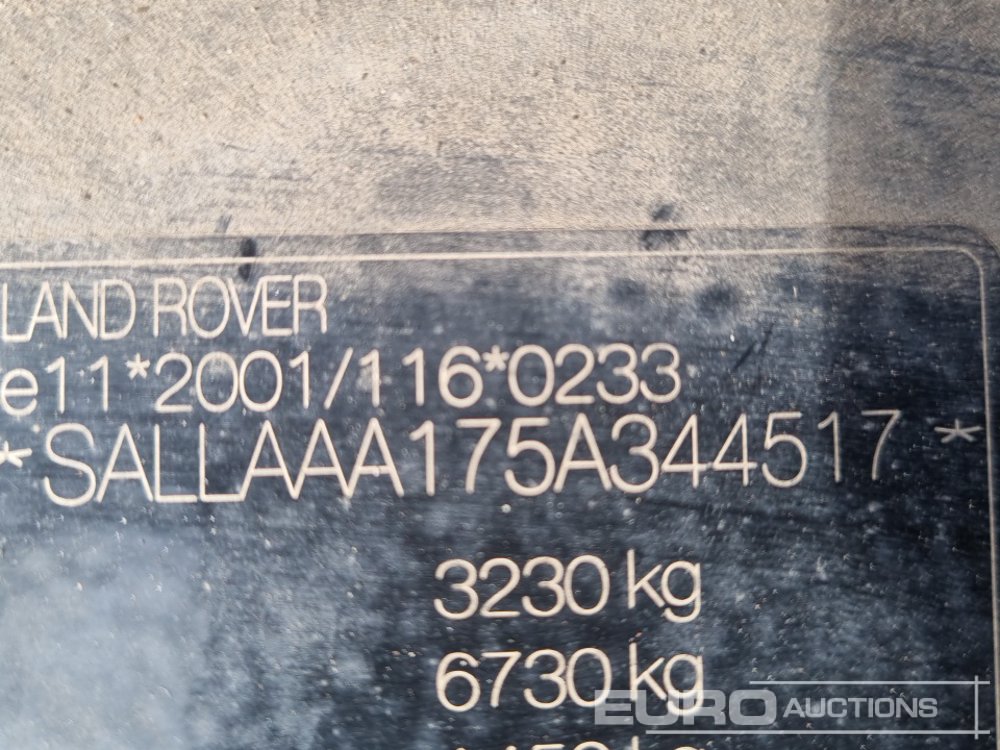 LAND ROVER
e11*2001/116*0233
*SALLAAA175A344517*
3230 kg
6730 kg
EURO AUCTIONS